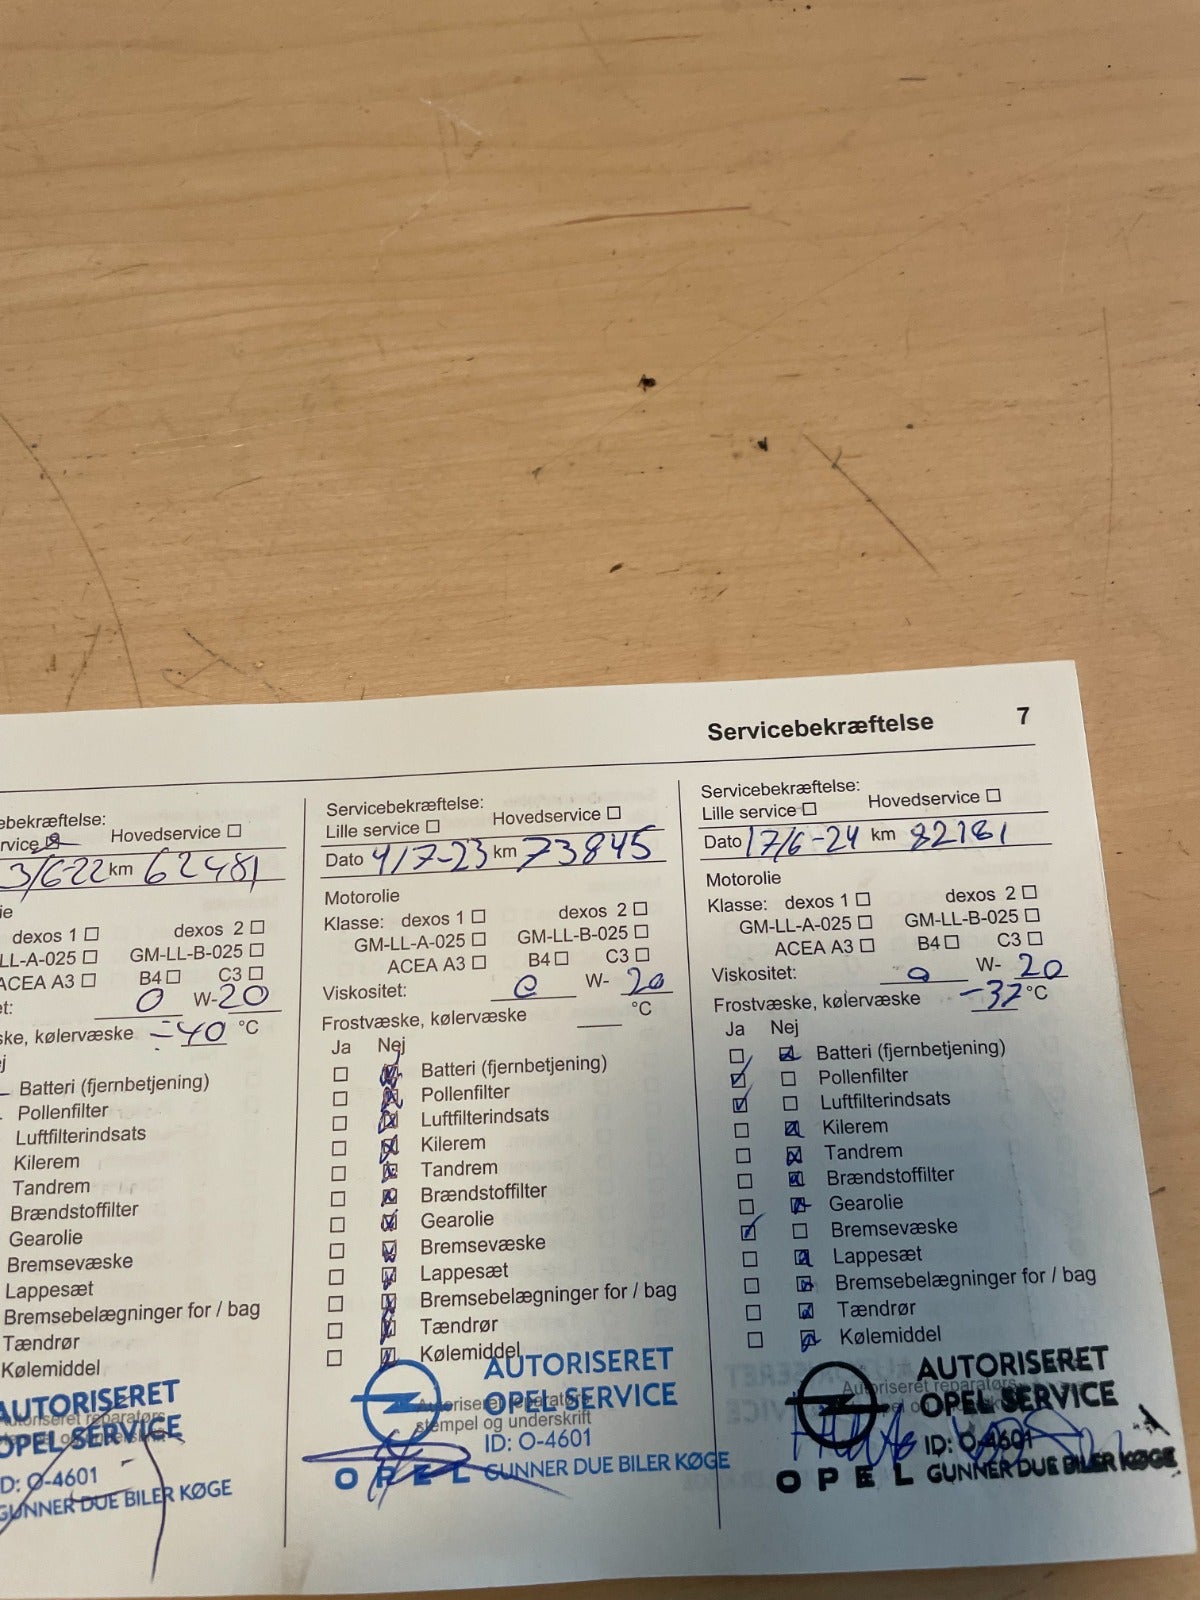 Servicebekræftelse 7
ebekræftelse:
rvice Hovedservice
3/6-22 km 62481
ie
dexos 1 dexos 2
LL-A-025 GM-LL-B-025
ACEA A3 B4 C3
et: 0 W-20
ske, kølervæske -40 °C
ej
Batteri (fjernbetjening)
Pollenfilter
Luftfilterindsats
Kilerem
Tandrem
Brændstoffilter
Gearolie
Bremsevæske
Lappesæt
Bremsebelægninger for / bag
Tændrør
Kølemiddel
AUTORISERET
Autoriseret reparatørs
OPEL SERVICE
ID: O-4601
GUNNER DUE BILER KØGE
Servicebekræftelse:
Lille service Hovedservice
Dato 4/7-23 km 73845
Motorolie
Klasse: dexos 1 dexos 2
GM-LL-A-025 GM-LL-B-025
ACEA A3 B4 C3
Viskositet: 0 W-20
Frostvæske, kølervæske °C
Ja Nej
Batteri (fjernbetjening)
Pollenfilter
Luftfilterindsats
Kilerem
Tandrem
Brændstoffilter
Gearolie
Bremsevæske
Lappesæt
Bremsebelægninger for / bag
Tændrør
Kølemiddel
AUTORISERET
Autoriseret reparatørs
OPEL SERVICE
stempel og underskrift
ID: O-4601
OPEL GUNNER DUE BILER KØGE
Servicebekræftelse:
Lille service Hovedservice
Dato 17/6-24 km 82181
Motorolie
Klasse: dexos 1 dexos 2
GM-LL-A-025 GM-LL-B-025
ACEA A3 B4 C3
Viskositet: 0 W-20
Frostvæske, kølervæske -37 °C
Ja Nej
Batteri (fjernbetjening)
Pollenfilter
Luftfilterindsats
Kilerem
Tandrem
Brændstoffilter
Gearolie
Bremsevæske
Lappesæt
Bremsebelægninger for / bag
Tændrør
Kølemiddel
AUTORISERET
Autoriseret reparatørs
OPEL SERVICE
ID: O-4601
OPEL GUNNER DUE BILER KØGE